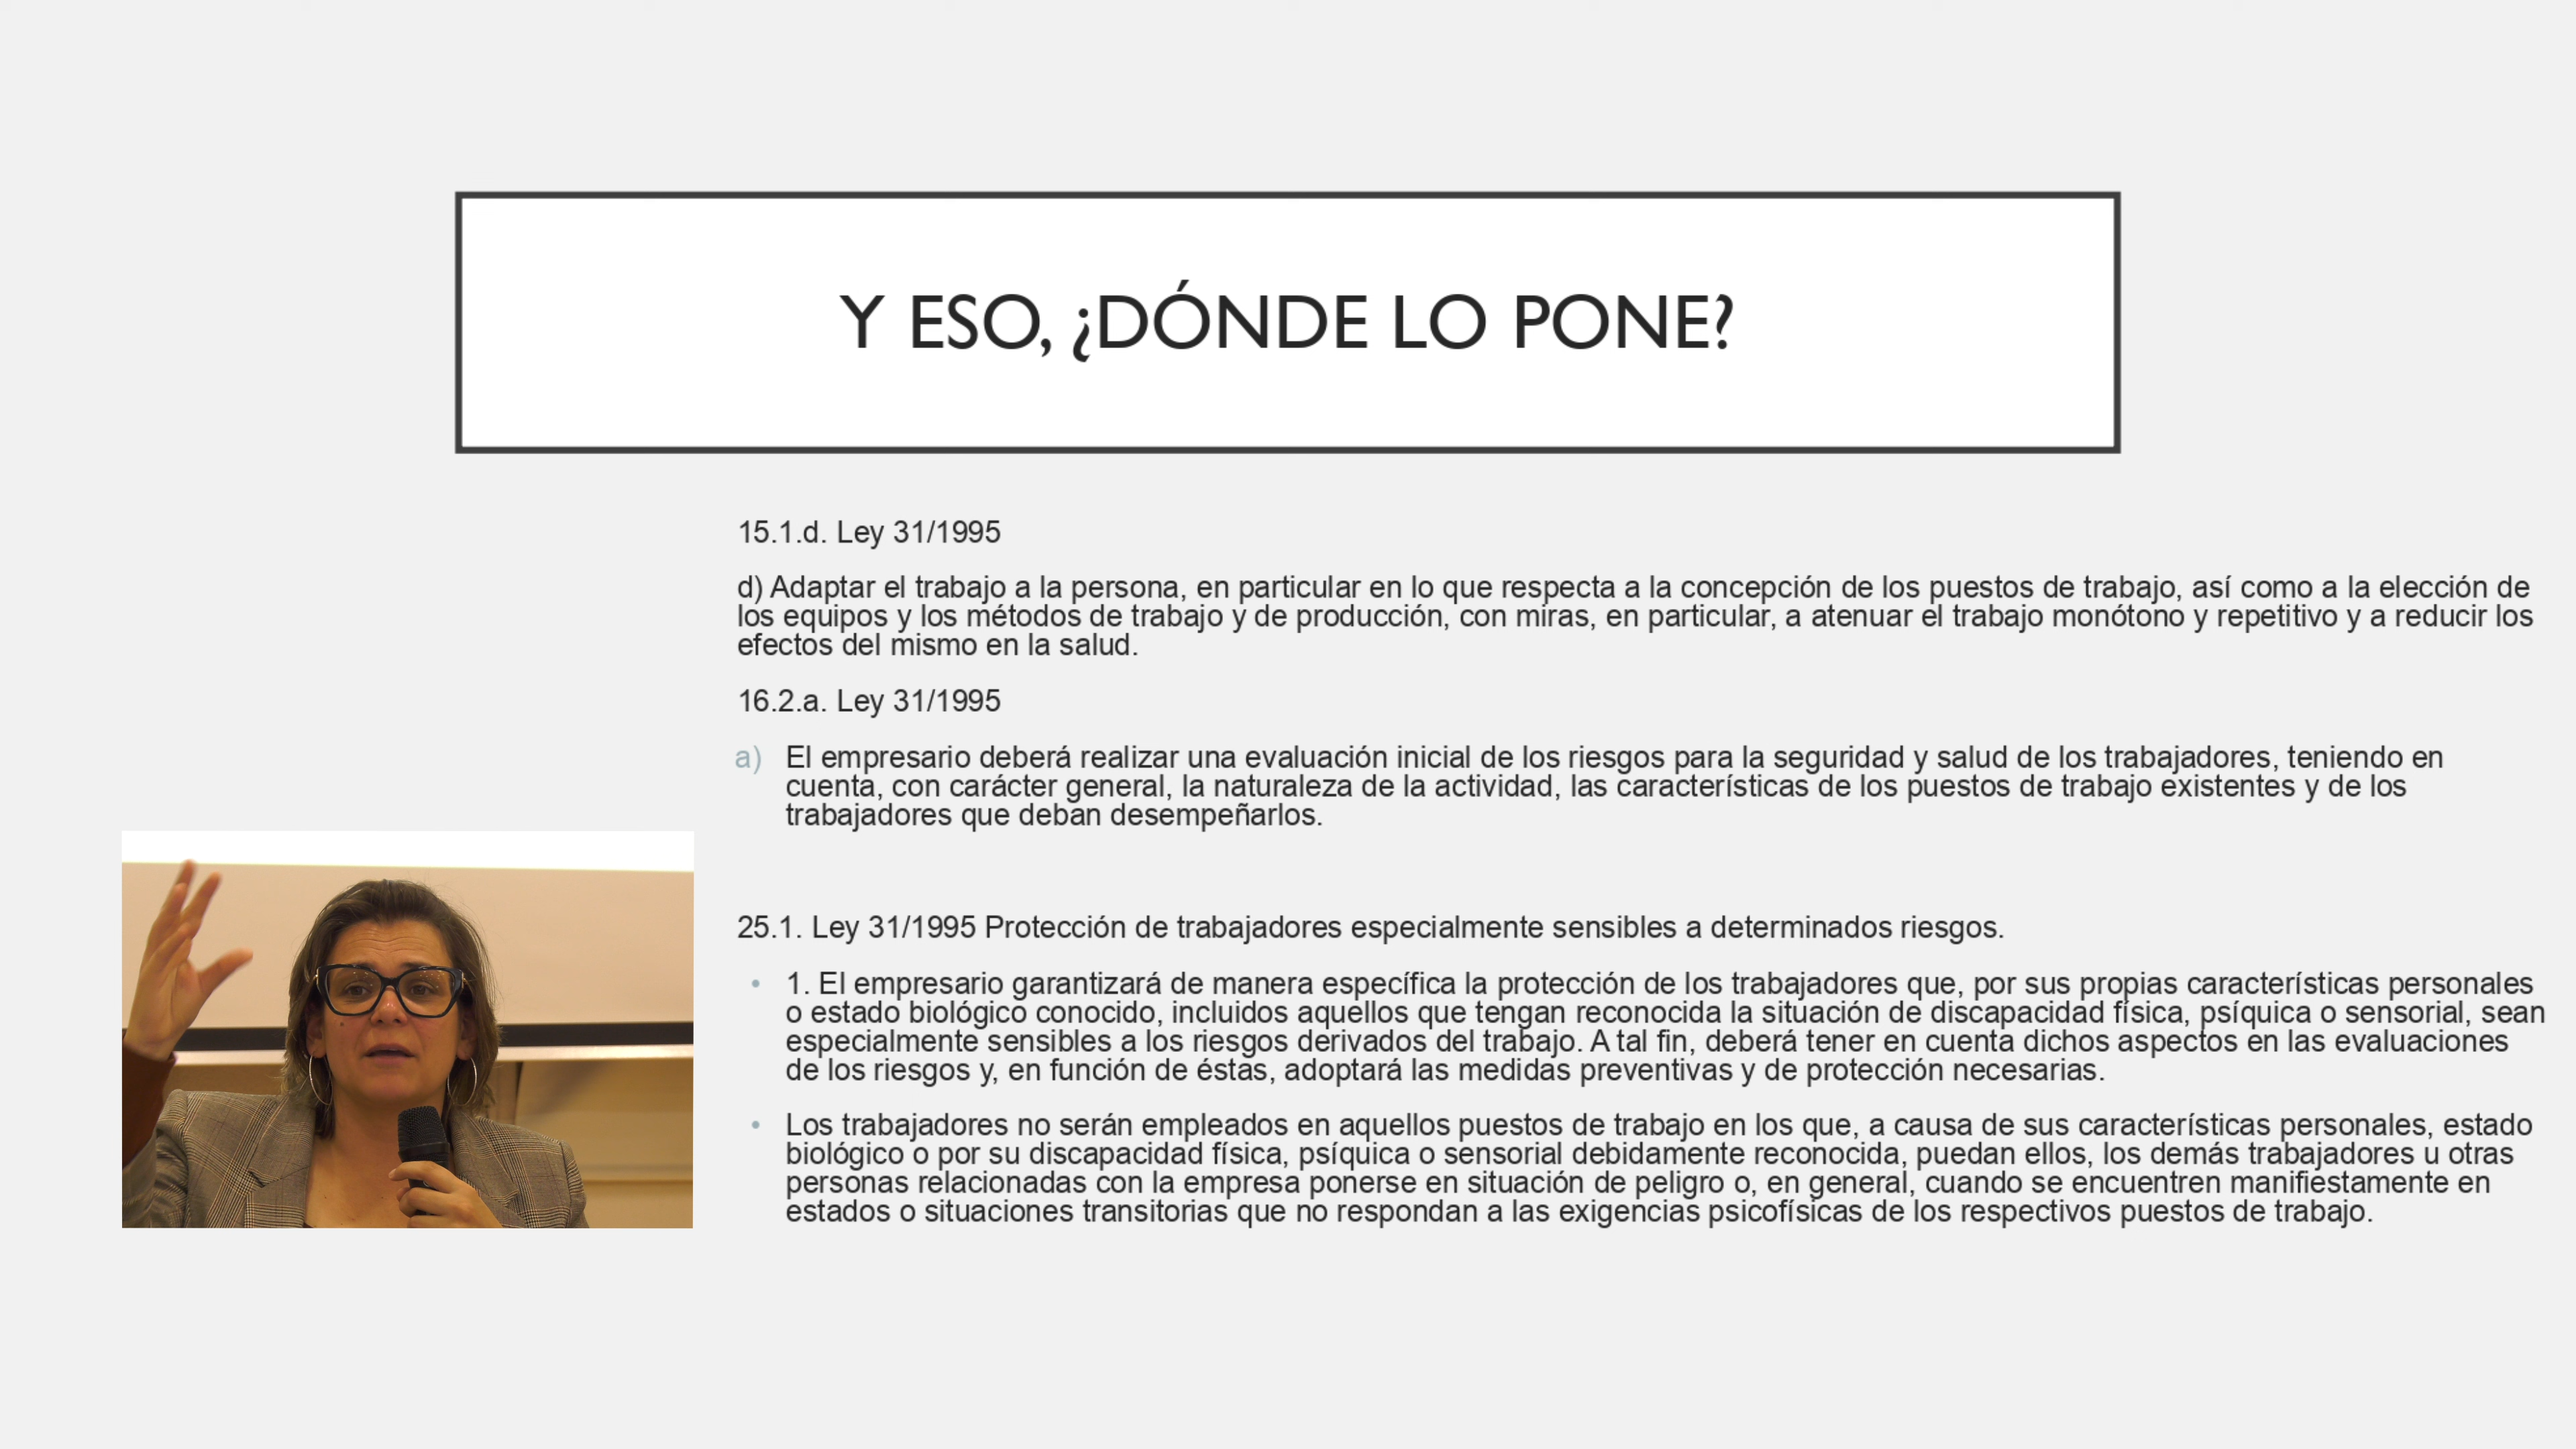 Y ESO, ¿DÓNDE LO PONE?
15.1.d. Ley 31/1995
d) Adaptar el trabajo a la persona, en particular en lo que respecta a la concepción de los puestos de trabajo, así como a la elección de
los equipos y los métodos de trabajo y de producción, con miras, en particular, a atenuar el trabajo monótono y repetitivo y a reducir los
efectos del mismo en la salud.
16.2.a. Ley 31/1995
a) El empresario deberá realizar una evaluación inicial de los riesgos para la seguridad y salud de los trabajadores, teniendo en
cuenta, con carácter general, la naturaleza de la actividad, las características de los puestos de trabajo existentes y de los
trabajadores que deban desempeñarlos.
25.1. Ley 31/1995 Protección de trabajadores especialmente sensibles a determinados riesgos.
• 1. El empresario garantizará de manera específica la protección de los trabajadores que, por sus propias características personales
o estado biológico conocido, incluidos aquellos que tengan reconocida la situación de discapacidad física, psíquica o sensorial, sean
especialmente sensibles a los riesgos derivados del trabajo. A tal fin, deberá tener en cuenta dichos aspectos en las evaluaciones
de los riesgos y, en función de éstas, adoptará las medidas preventivas y de protección necesarias.
• Los trabajadores no serán empleados en aquellos puestos de trabajo en los que, a causa de sus características personales, estado
biológico o por su discapacidad física, psíquica o sensorial debidamente reconocida, puedan ellos, los demás trabajadores u otras
personas relacionadas con la empresa ponerse en situación de peligro o, en general, cuando se encuentren manifiestamente en
estados o situaciones transitorias que no respondan a las exigencias psicofísicas de los respectivos puestos de trabajo.